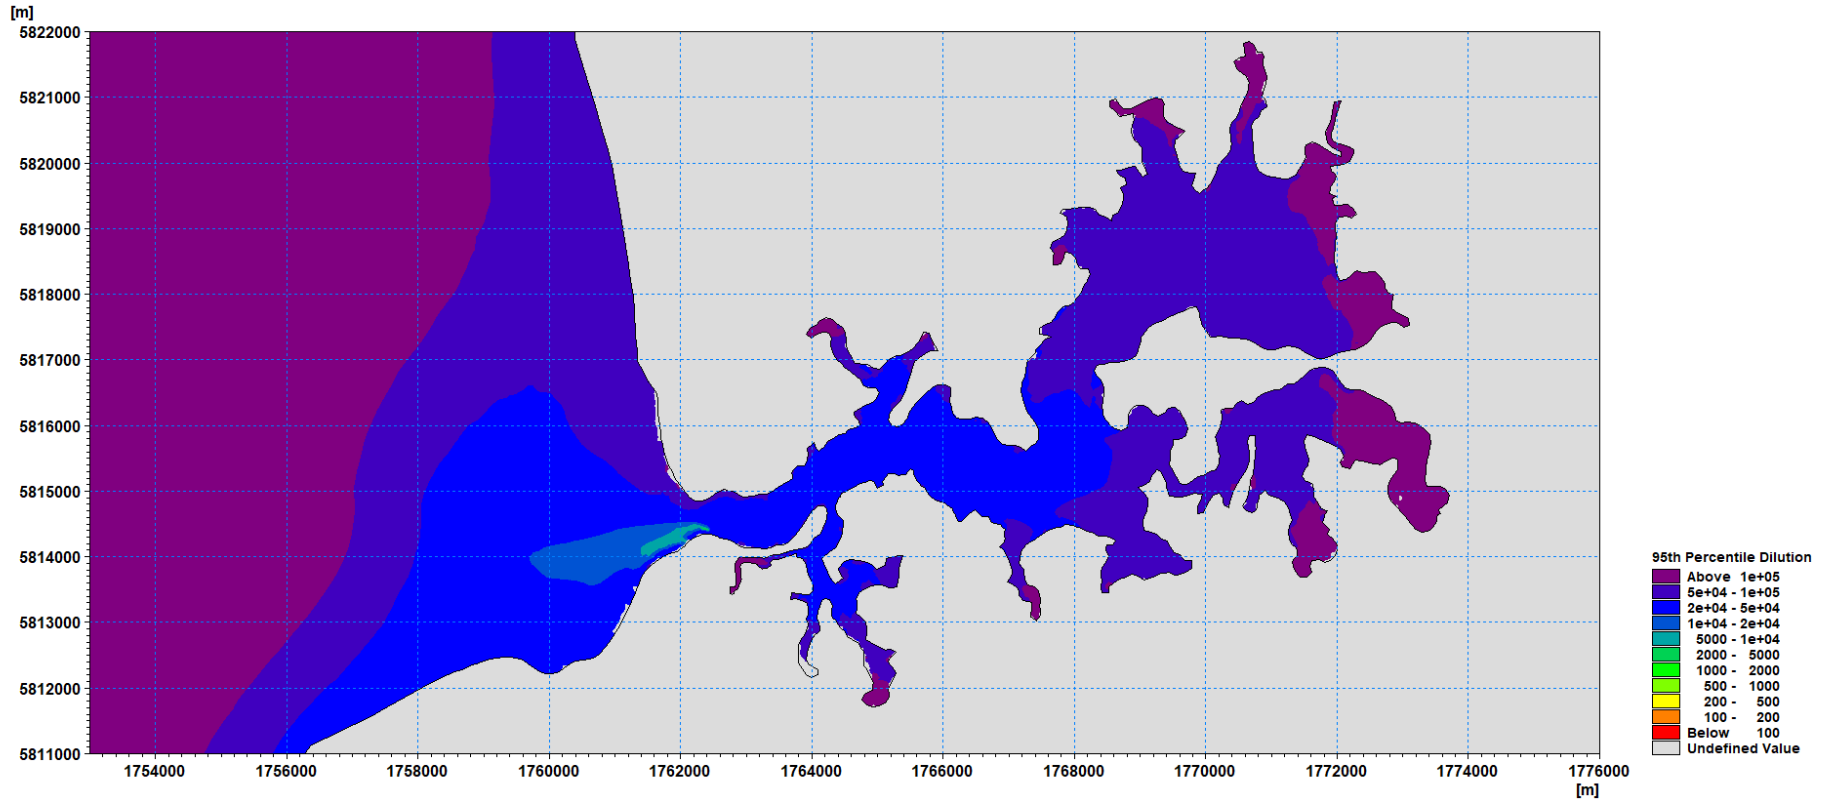 [m]
5822000
5821000
5820000
5819000
5818000
5817000
5816000
5815000
5814000
5813000
5812000
5811000
1754000 1756000 1758000 1760000 1762000 1764000 1766000 1768000 1770000 1772000 1774000 1776000
[m]
95th Percentile Dilution
Above 1e+05
5e+04 - 1e+05
2e+04 - 5e+04
1e+04 - 2e+04
5000 - 1e+04
2000 - 5000
1000 - 2000
500 - 1000
200 - 500
100 - 200
Below 100
Undefined Value